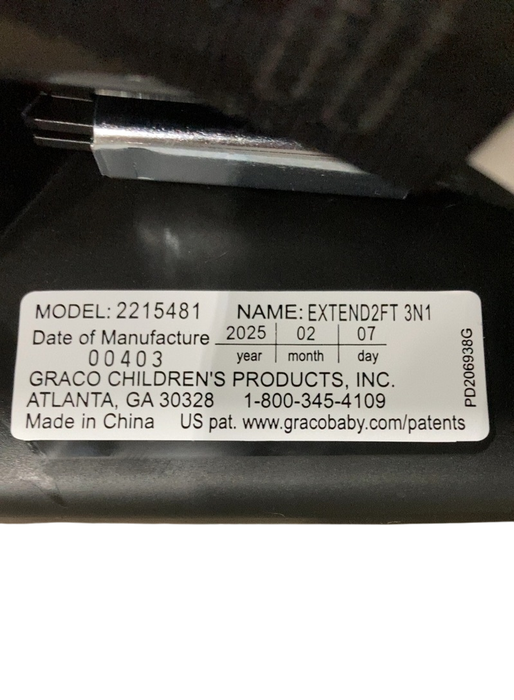 MODEL: 2215481 NAME: EXTEND2FT 3N1
Date of Manufacture 2025 02 07
00403 year month day
GRACO CHILDREN'S PRODUCTS, INC.
ATLANTA, GA 30328 1-800-345-4109
Made in China US pat. www.gracobaby.com/patents
PD206938G